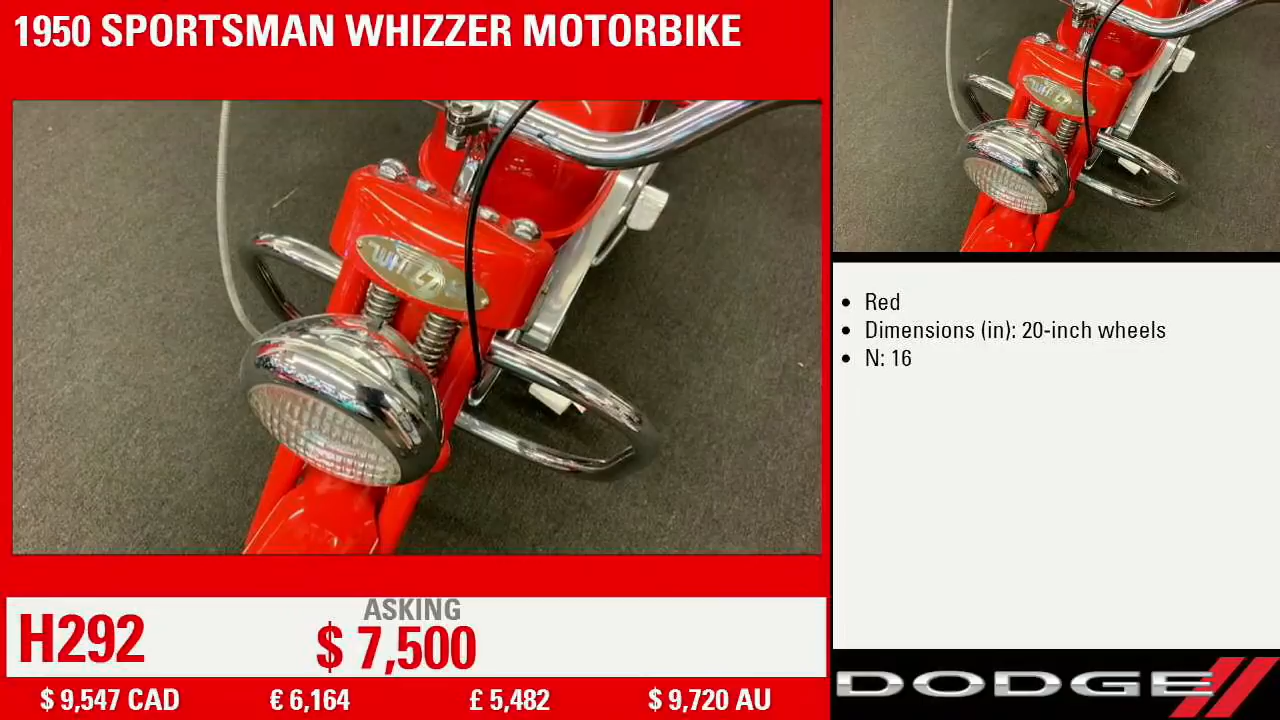 1950 SPORTSMAN WHIZZER MOTORBIKE
• Red
• Dimensions (in): 20-inch wheels
• N: 16
H292
ASKING
$ 7,500
$ 9,547 CAD
€ 6,164
£ 5,482
$ 9,720 AU
DODGE